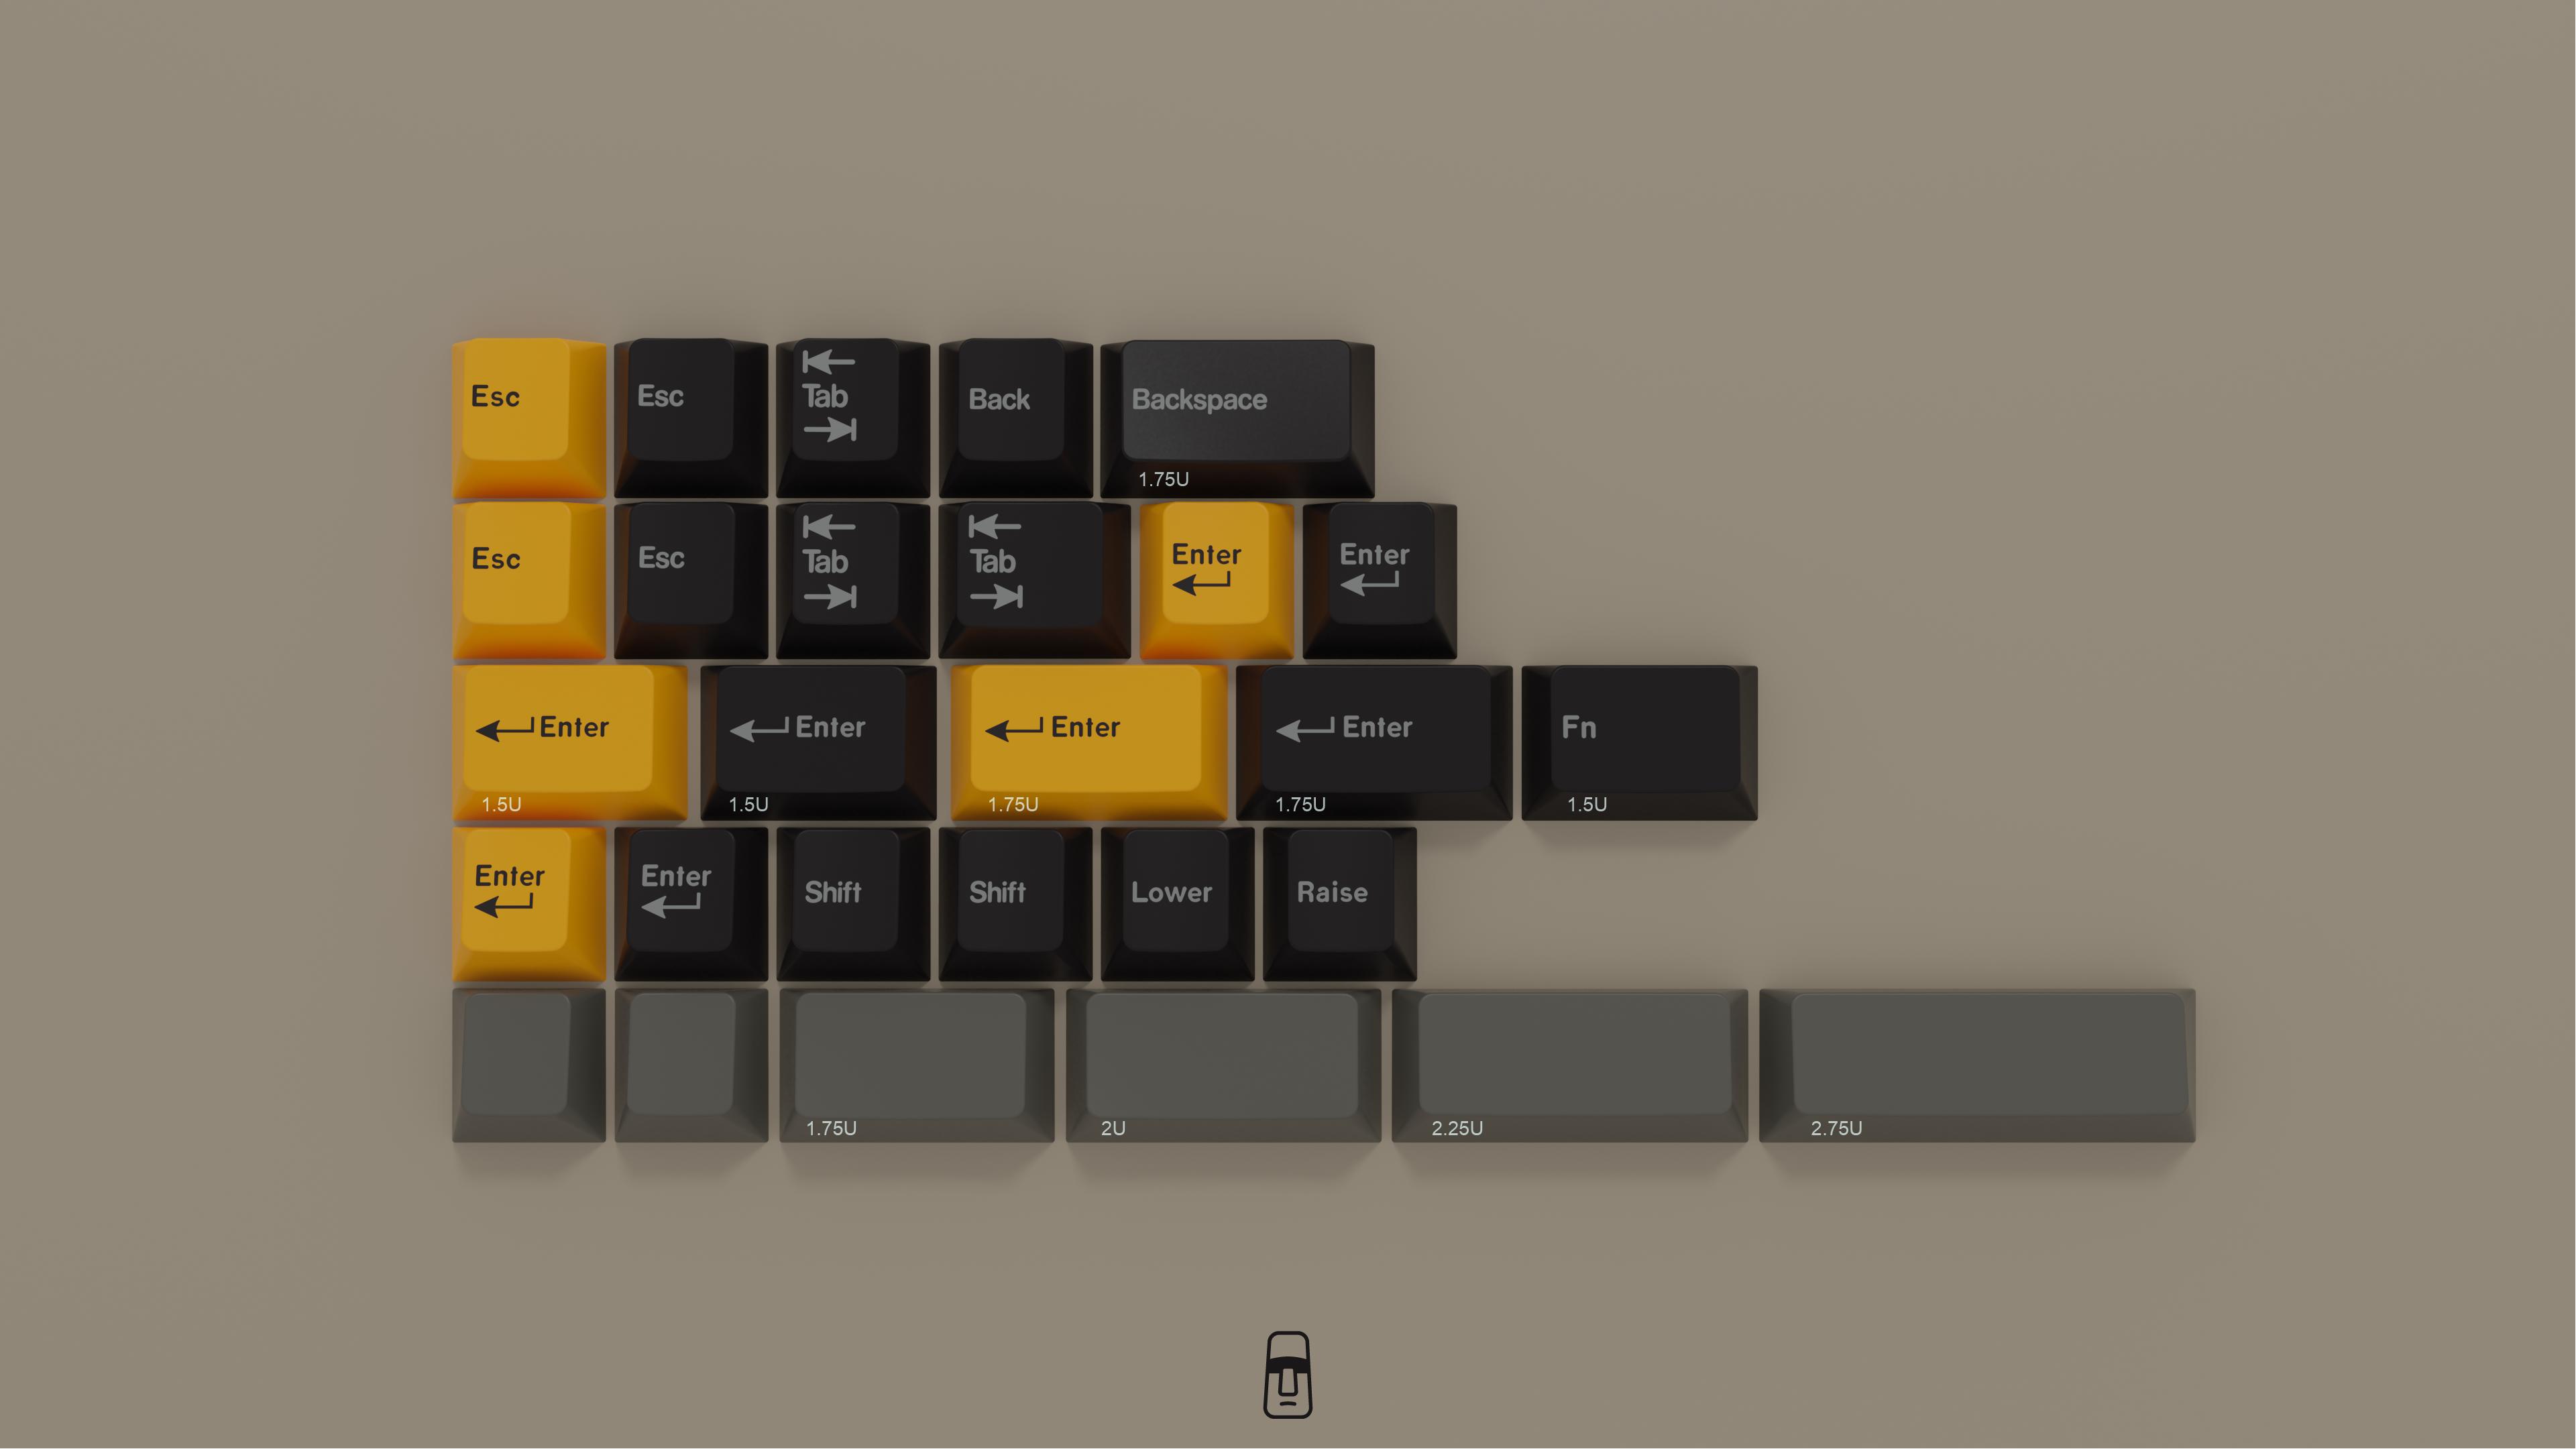 Esc
Esc
Tab
Back
Backspace
1.75U
Esc
Esc
Tab
Tab
Enter
Enter
Enter
1.5U
Enter
1.5U
Enter
1.75U
Enter
1.75U
Fn
1.5U
Enter
Enter
Shift
Shift
Lower
Raise
1.75U
2U
2.25U
2.75U